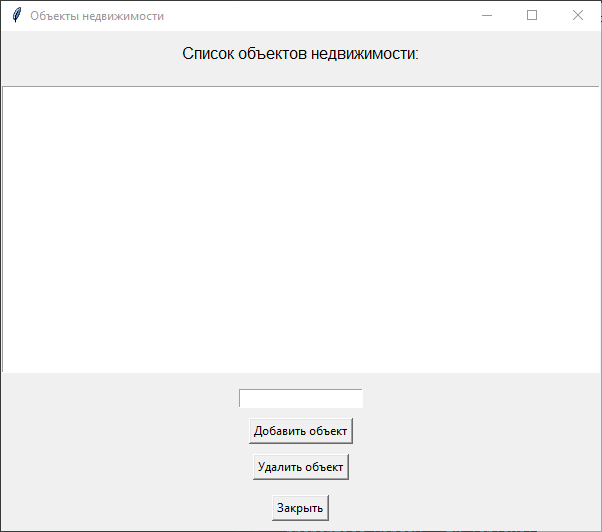 Объекты недвижимости
Список объектов недвижимости:
Добавить объект
Удалить объект
Закрыть